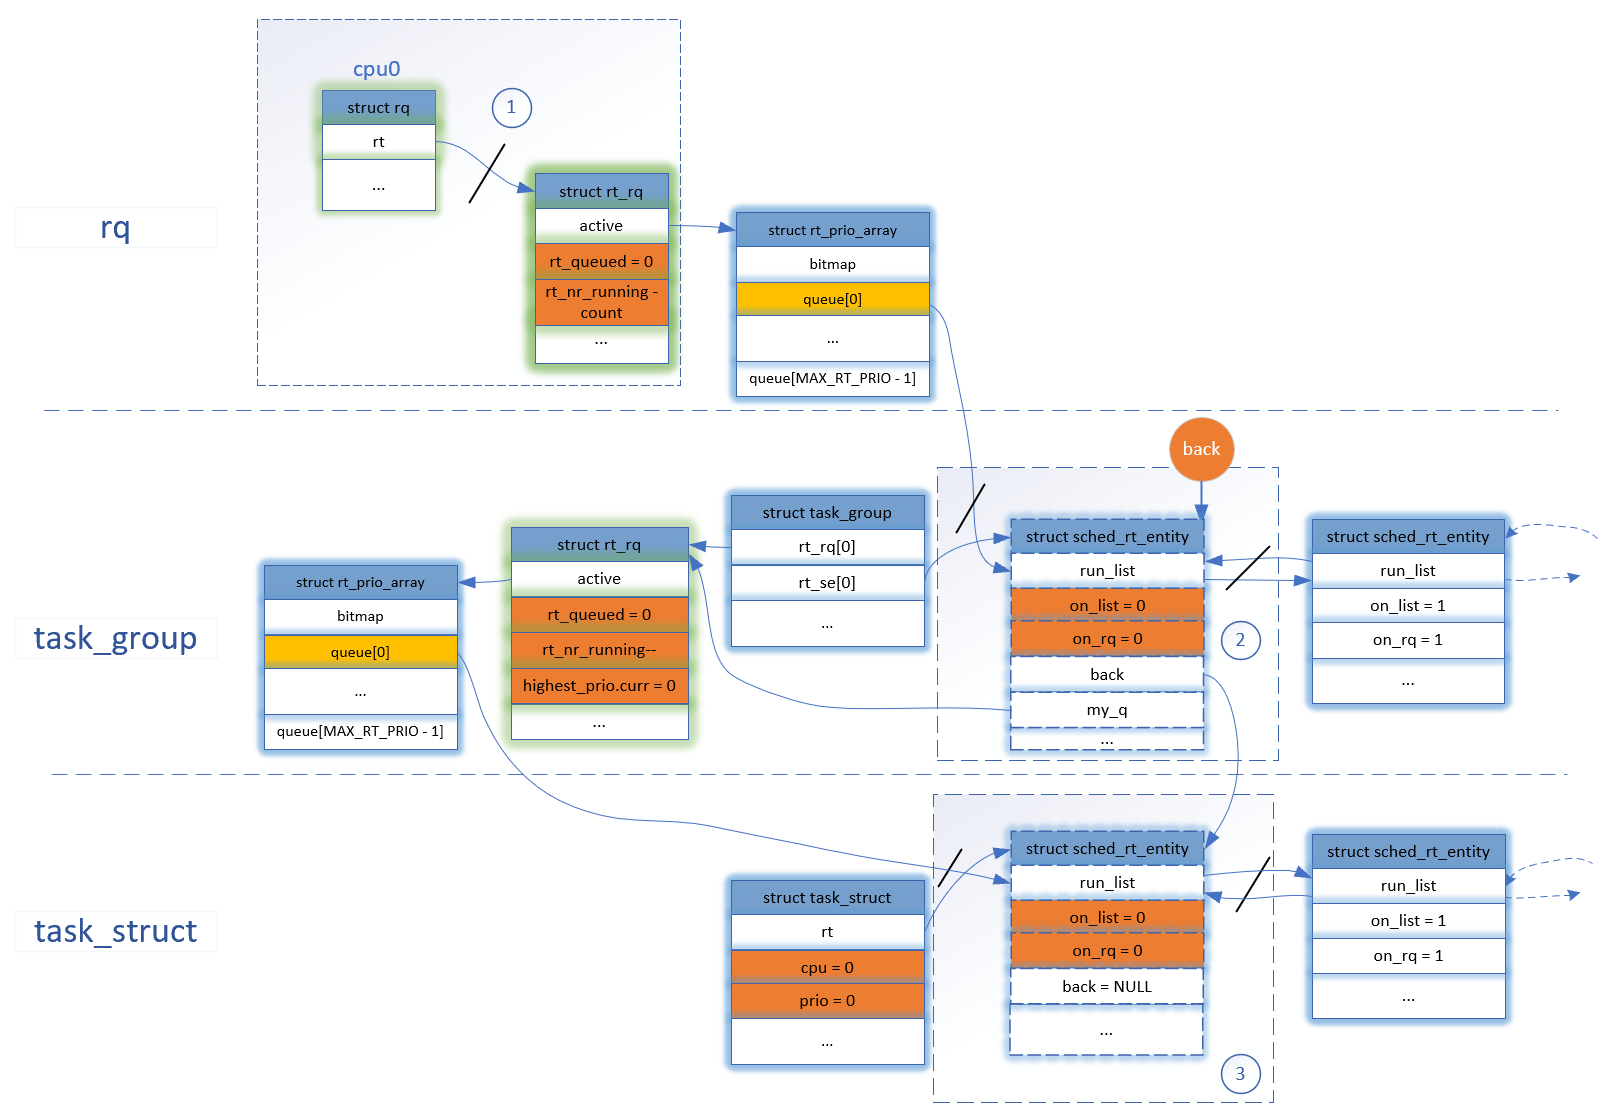 cpu0
struct rq
rt
...
1
struct rt_rq
active
rt_queued = 0
rt_nr_running -
count
...
struct rt_prio_array
bitmap
queue[0]
...
queue[MAX_RT_PRIO - 1]
rq
back
struct task_group
rt_rq[0]
rt_se[0]
...
struct rt_rq
active
rt_queued = 0
rt_nr_running--
highest_prio.curr = 0
...
struct rt_prio_array
bitmap
queue[0]
...
queue[MAX_RT_PRIO - 1]
struct sched_rt_entity
run_list
on_list = 0
on_rq = 0
back
my_q
...
2
struct sched_rt_entity
run_list
on_list = 1
on_rq = 1
...
task_group
struct task_struct
rt
cpu = 0
prio = 0
...
struct sched_rt_entity
run_list
on_list = 0
on_rq = 0
back = NULL
...
3
struct sched_rt_entity
run_list
on_list = 1
on_rq = 1
...
task_struct